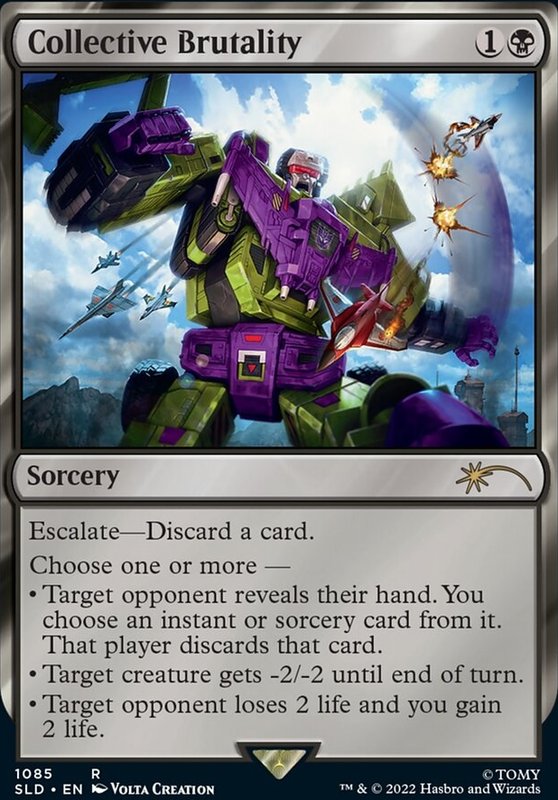 Collective Brutality 1
Sorcery
Escalate—Discard a card.
Choose one or more —
• Target opponent reveals their hand. You
choose an instant or sorcery card from it.
That player discards that card.
• Target creature gets -2/-2 until end of turn.
• Target opponent loses 2 life and you gain
2 life.
1085 R
SLD • EN VOLTA CREATION
© TOMY
™ & © 2022 Hasbro and Wizards